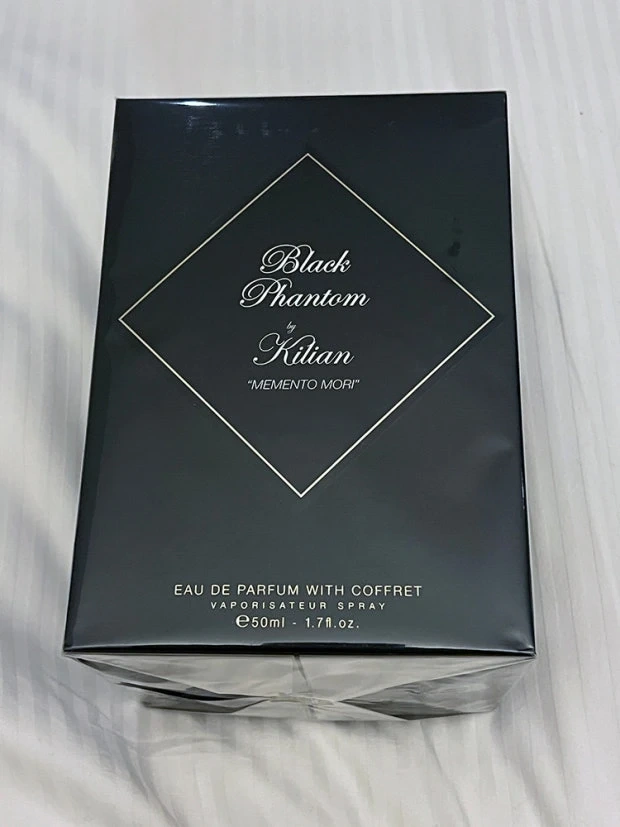 Black
Phantom
by
Kilian
"MEMENTO MORI"
EAU DE PARFUM WITH COFFRET
VAPORISATEUR SPRAY
℮50ml - 1.7fl.oz.